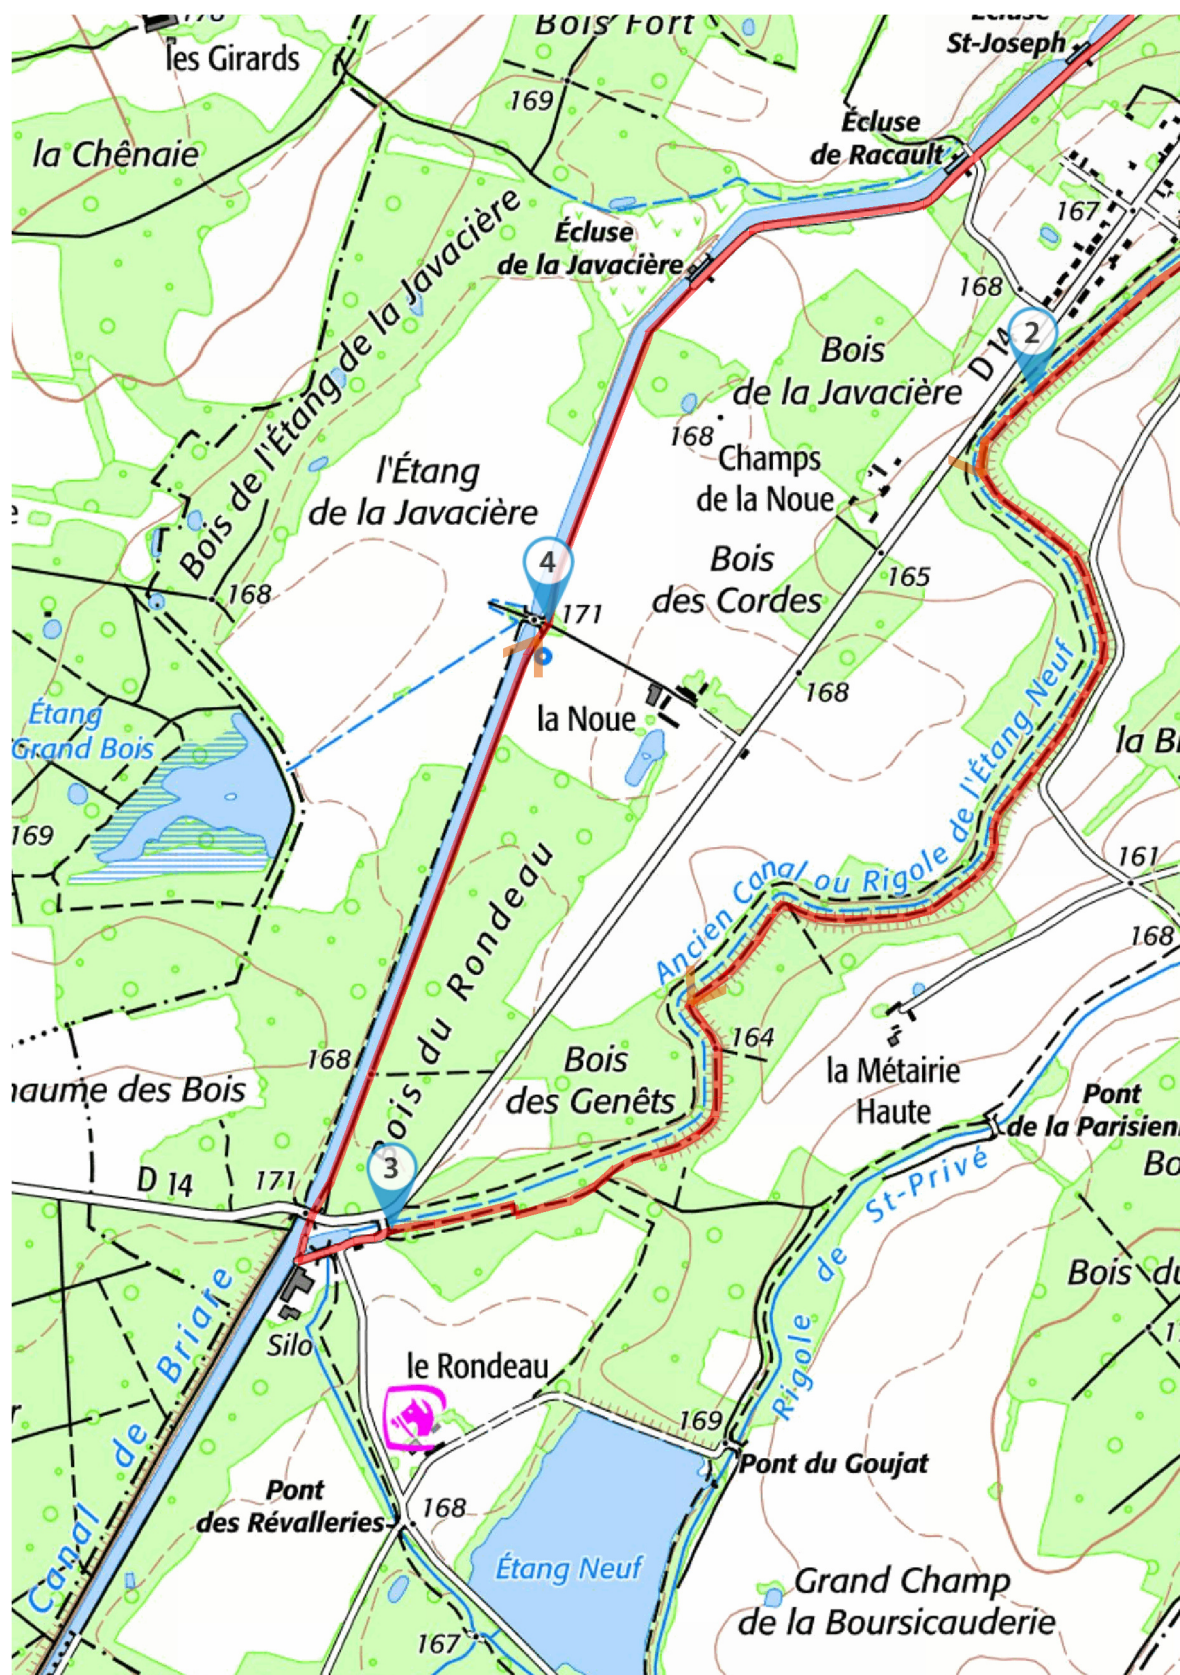 Bois Fort
Écluse
St-Joseph
les Girards
169
la Chênaie
Écluse
de Racault
167
Écluse
de la Javacière
168
Bois de l'Étang de la Javacière
2
D 14
Bois
de la Javacière
168
l'Étang
de la Javacière
Champs
de la Noue
4
Bois
des Cordes
165
168
171
168
la Noue
Étang
Grand Bois
la Bl
169
Ancien Canal ou Rigole de l'Étang Neuf
161
168
Bois du Rondeau
164
168
Bois
des Genêts
la Métairie
Haute
haume des Bois
Pont
de la Parisien
3
Bo
D 14
171
Rigole de St-Privé
Canal de Briare
Bois du
Silo
le Rondeau
169
Pont du Goujat
Pont
des Révalleries
168
Étang Neuf
Grand Champ
de la Boursicauderie
167